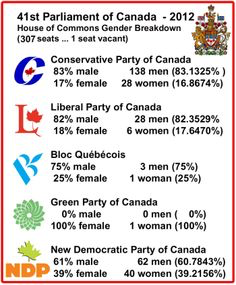 41st Parliament of Canada - 2012
House of Commons Gender Breakdown
(307 seats ... 1 seat vacant)
Conservative Party of Canada
83% male 138 men (83.1325% )
17% female 28 women (16.8674%)
Liberal Party of Canada
82% male 28 men (82.3529%
18% female 6 women (17.6470%)
Bloc Québécois
75% male 3 men (75%)
25% female 1 woman (25%)
Green Party of Canada
0% male 0 men ( 0%)
100% female 1 woman (100%)
New Democratic Party of Canada
61% male 62 men (60.7843%)
39% female 40 women (39.2156%)
NDP